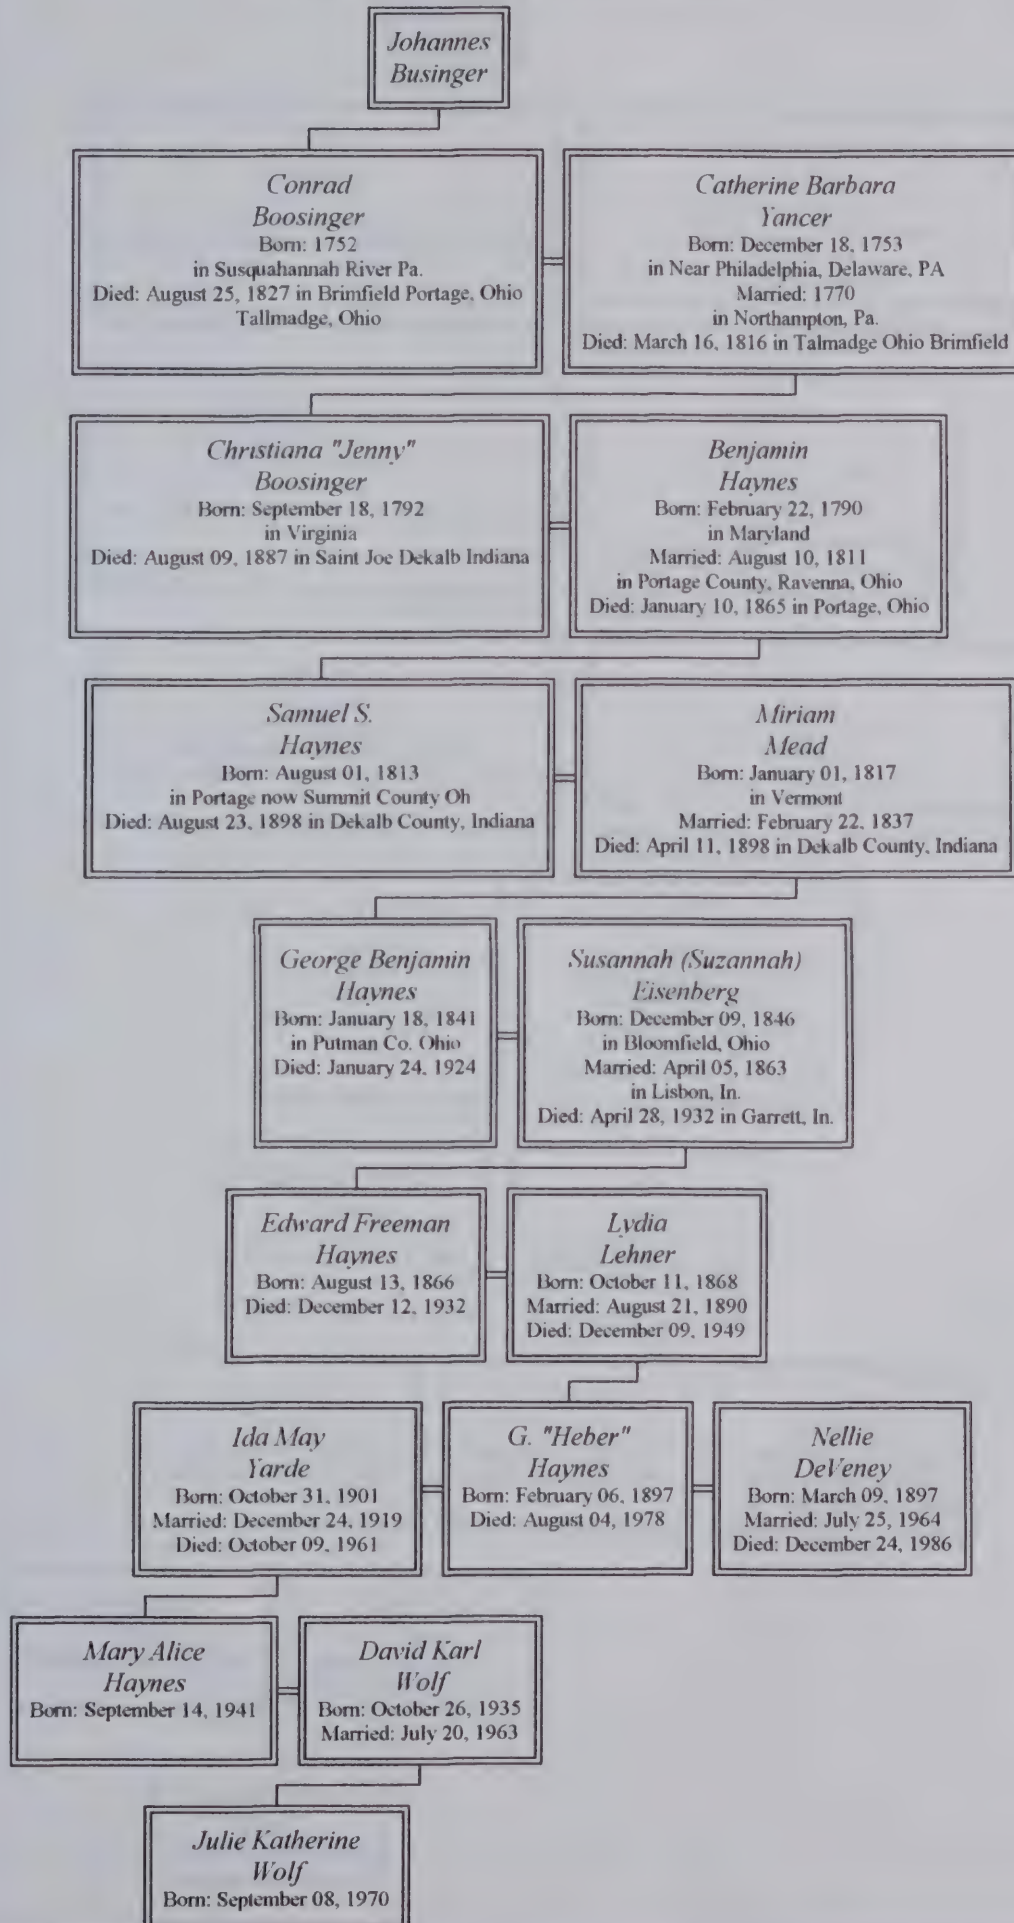 Johannes
Businger
Conrad
Boosinger
Born: 1752
in Susquahannah River Pa.
Died: August 25, 1827 in Brimfield Portage, Ohio
Tallmadge, Ohio
Catherine Barbara
Yancer
Born: December 18, 1753
in Near Philadelphia, Delaware, PA
Married: 1770
in Northampton, Pa.
Died: March 16, 1816 in Talmadge Ohio Brimfield
Christiana "Jenny"
Boosinger
Born: September 18, 1792
in Virginia
Died: August 09, 1887 in Saint Joe Dekalb Indiana
Benjamin
Haynes
Born: February 22, 1790
in Maryland
Married: August 10, 1811
in Portage County, Ravenna, Ohio
Died: January 10, 1865 in Portage, Ohio
Samuel S.
Haynes
Born: August 01, 1813
in Portage now Summit County Oh
Died: August 23, 1898 in Dekalb County, Indiana
Miriam
Mead
Born: January 01, 1817
in Vermont
Married: February 22, 1837
Died: April 11, 1898 in Dekalb County, Indiana
George Benjamin
Haynes
Born: January 18, 1841
in Putman Co. Ohio
Died: January 24, 1924
Susannah (Suzannah)
Eisenberg
Born: December 09, 1846
in Bloomfield, Ohio
Married: April 05, 1863
in Lisbon, In.
Died: April 28, 1932 in Garrett, In.
Edward Freeman
Haynes
Born: August 13, 1866
Died: December 12, 1932
Lydia
Lehner
Born: October 11, 1868
Married: August 21, 1890
Died: December 09, 1949
Ida May
Yarde
Born: October 31, 1901
Married: December 24, 1919
Died: October 09, 1961
G. "Heber"
Haynes
Born: February 06, 1897
Died: August 04, 1978
Nellie
DeVeney
Born: March 09, 1897
Married: July 25, 1964
Died: December 24, 1986
Mary Alice
Haynes
Born: September 14, 1941
David Karl
Wolf
Born: October 26, 1935
Married: July 20, 1963
Julie Katherine
Wolf
Born: September 08, 1970